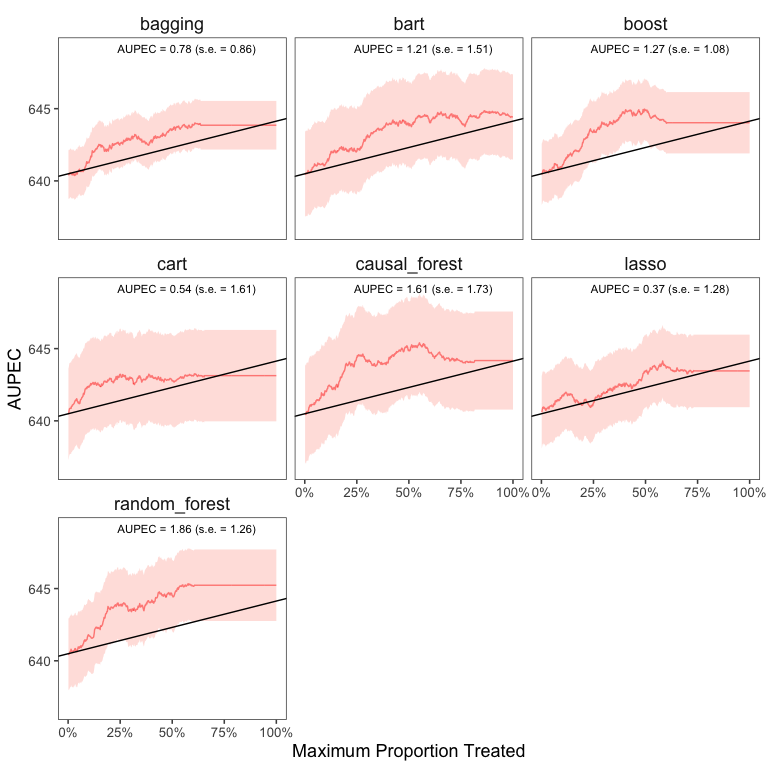 bagging
AUPEC = 0.78 (s.e. = 0.86)
bart
AUPEC = 1.21 (s.e. = 1.51)
boost
AUPEC = 1.27 (s.e. = 1.08)
645
640
cart
AUPEC = 0.54 (s.e. = 1.61)
causal_forest
AUPEC = 1.61 (s.e. = 1.73)
lasso
AUPEC = 0.37 (s.e. = 1.28)
645
640
0% 25% 50% 75% 100%
0% 25% 50% 75% 100%
random_forest
AUPEC = 1.86 (s.e. = 1.26)
645
640
0% 25% 50% 75% 100%
AUPEC
Maximum Proportion Treated